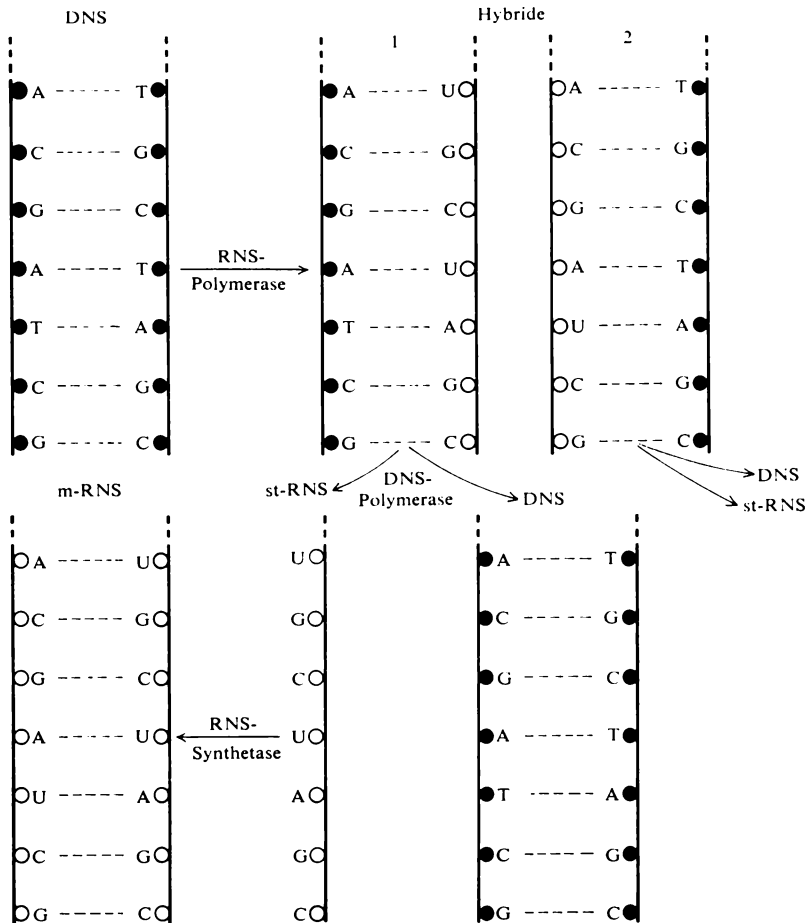 DNS Hybride
1 2
A ----- T A ----- U A ----- T
C ----- G C ----- G C ----- G
G ----- C G ----- C G ----- C
A ----- T A ----- U A ----- T
RNS-
Polymerase
T ----- A T ----- A U ----- A
C ----- G C ----- G C ----- G
G ----- C G ----- C G ----- C
m-RNS st-RNS DNS-
Polymerase DNS DNS
st-RNS
A ----- U U A ----- T
C ----- G G C ----- G
G ----- C C G ----- C
A ----- U U A ----- T
RNS-
Synthetase
U ----- A A T ----- A
C ----- G G C ----- G
G ----- C C G ----- C